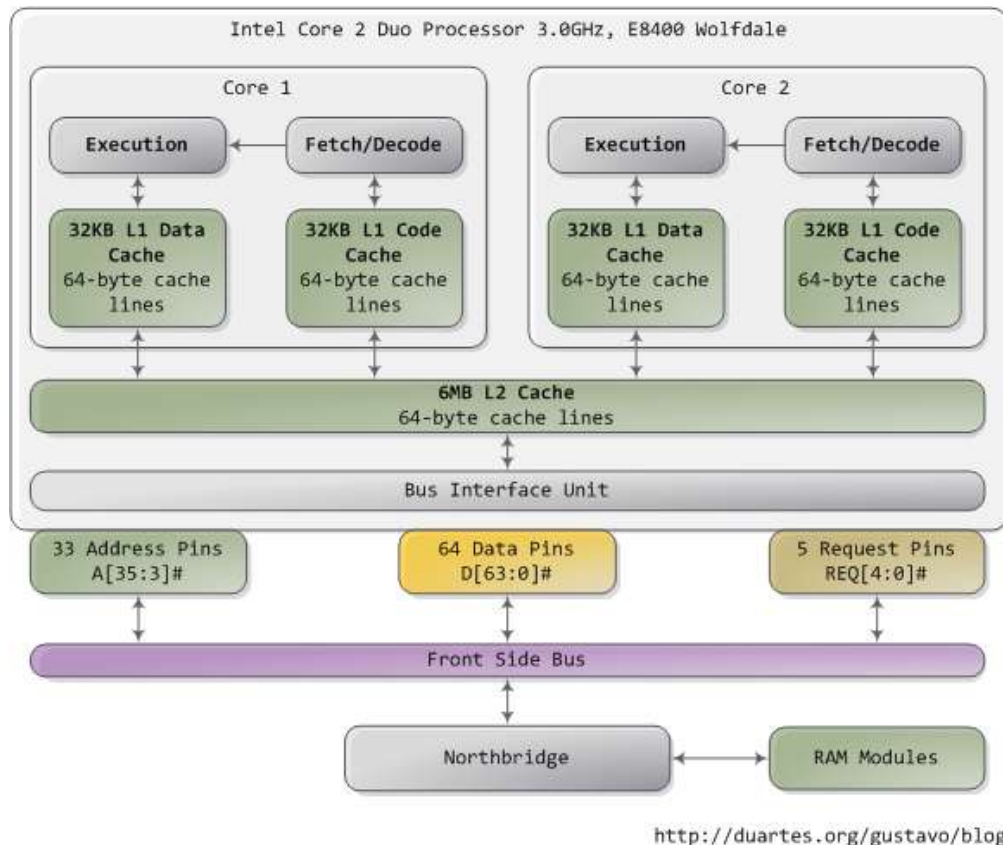 Intel Core 2 Duo Processor 3.0GHz, E8400 Wolfdale
Core 1
Execution
Fetch/Decode
32KB L1 Data
Cache
64-byte cache
lines
32KB L1 Code
Cache
64-byte cache
lines
Core 2
Execution
Fetch/Decode
32KB L1 Data
Cache
64-byte cache
lines
32KB L1 Code
Cache
64-byte cache
lines
6MB L2 Cache
64-byte cache lines
Bus Interface Unit
33 Address Pins
A[35:3]#
64 Data Pins
D[63:0]#
5 Request Pins
REQ[4:0]#
Front Side Bus
Northbridge
RAM Modules
http://duartes.org/gustavo/blog